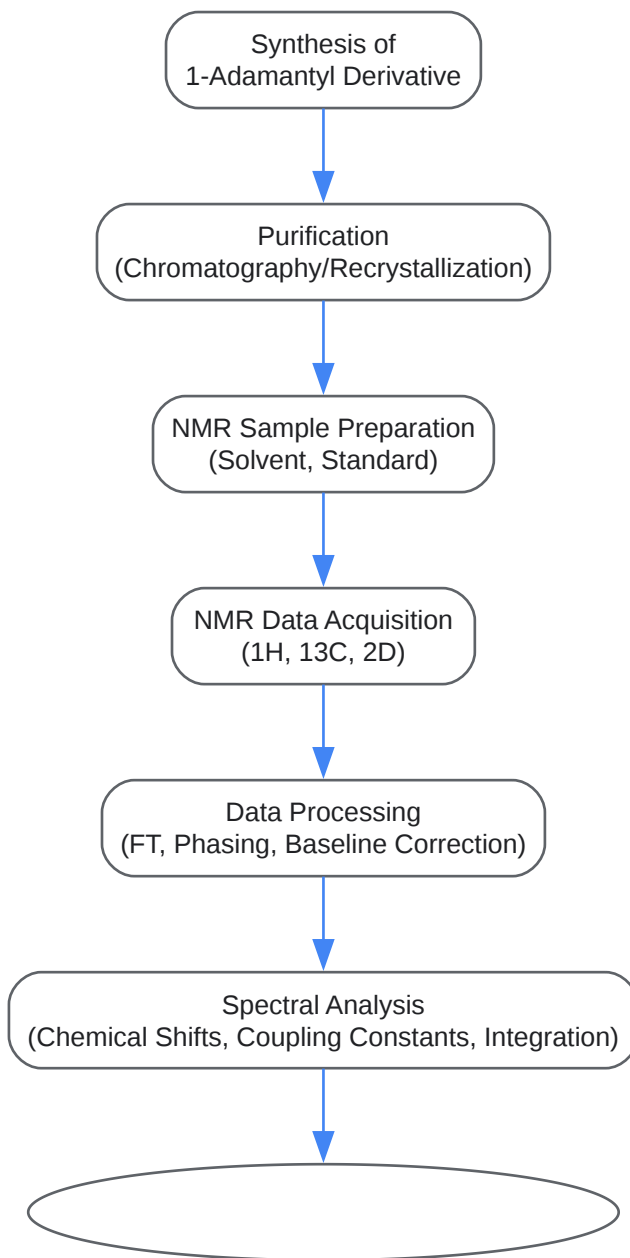 Synthesis of
1-Adamantyl Derivative
Purification
(Chromatography/Recrystallization)
NMR Sample Preparation
(Solvent, Standard)
NMR Data Acquisition
(1H, 13C, 2D)
Data Processing
(FT, Phasing, Baseline Correction)
Spectral Analysis
(Chemical Shifts, Coupling Constants, Integration)